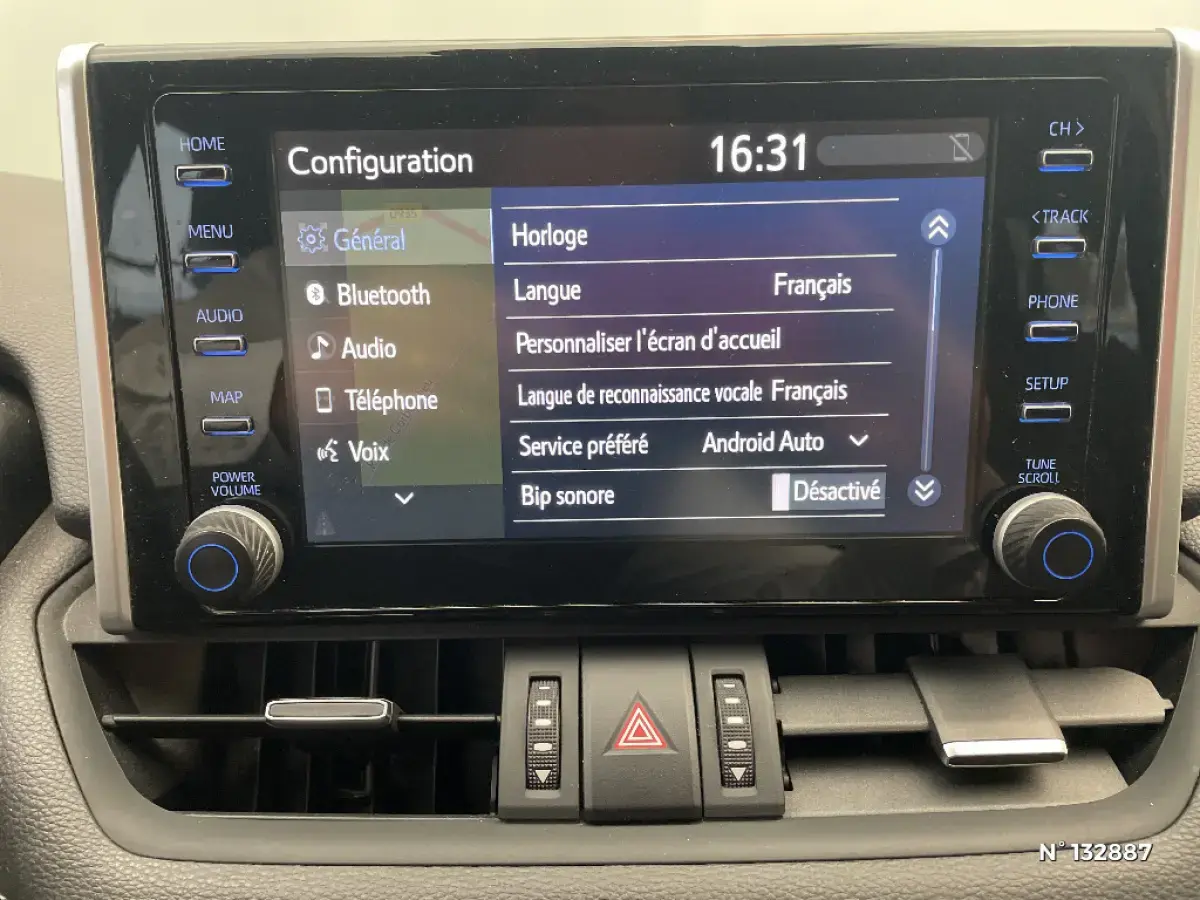 HOME
MENU
AUDIO
MAP
POWER
VOLUME
Configuration
16:31
Général
Bluetooth
Audio
Téléphone
Voix
Horloge
Langue Français
Personnaliser l'écran d'accueil
Langue de reconnaissance vocale Français
Service préféré Android Auto
Bip sonore Désactivé
CH >
< TRACK
PHONE
SETUP
TUNE
SCROLL
N° 132887